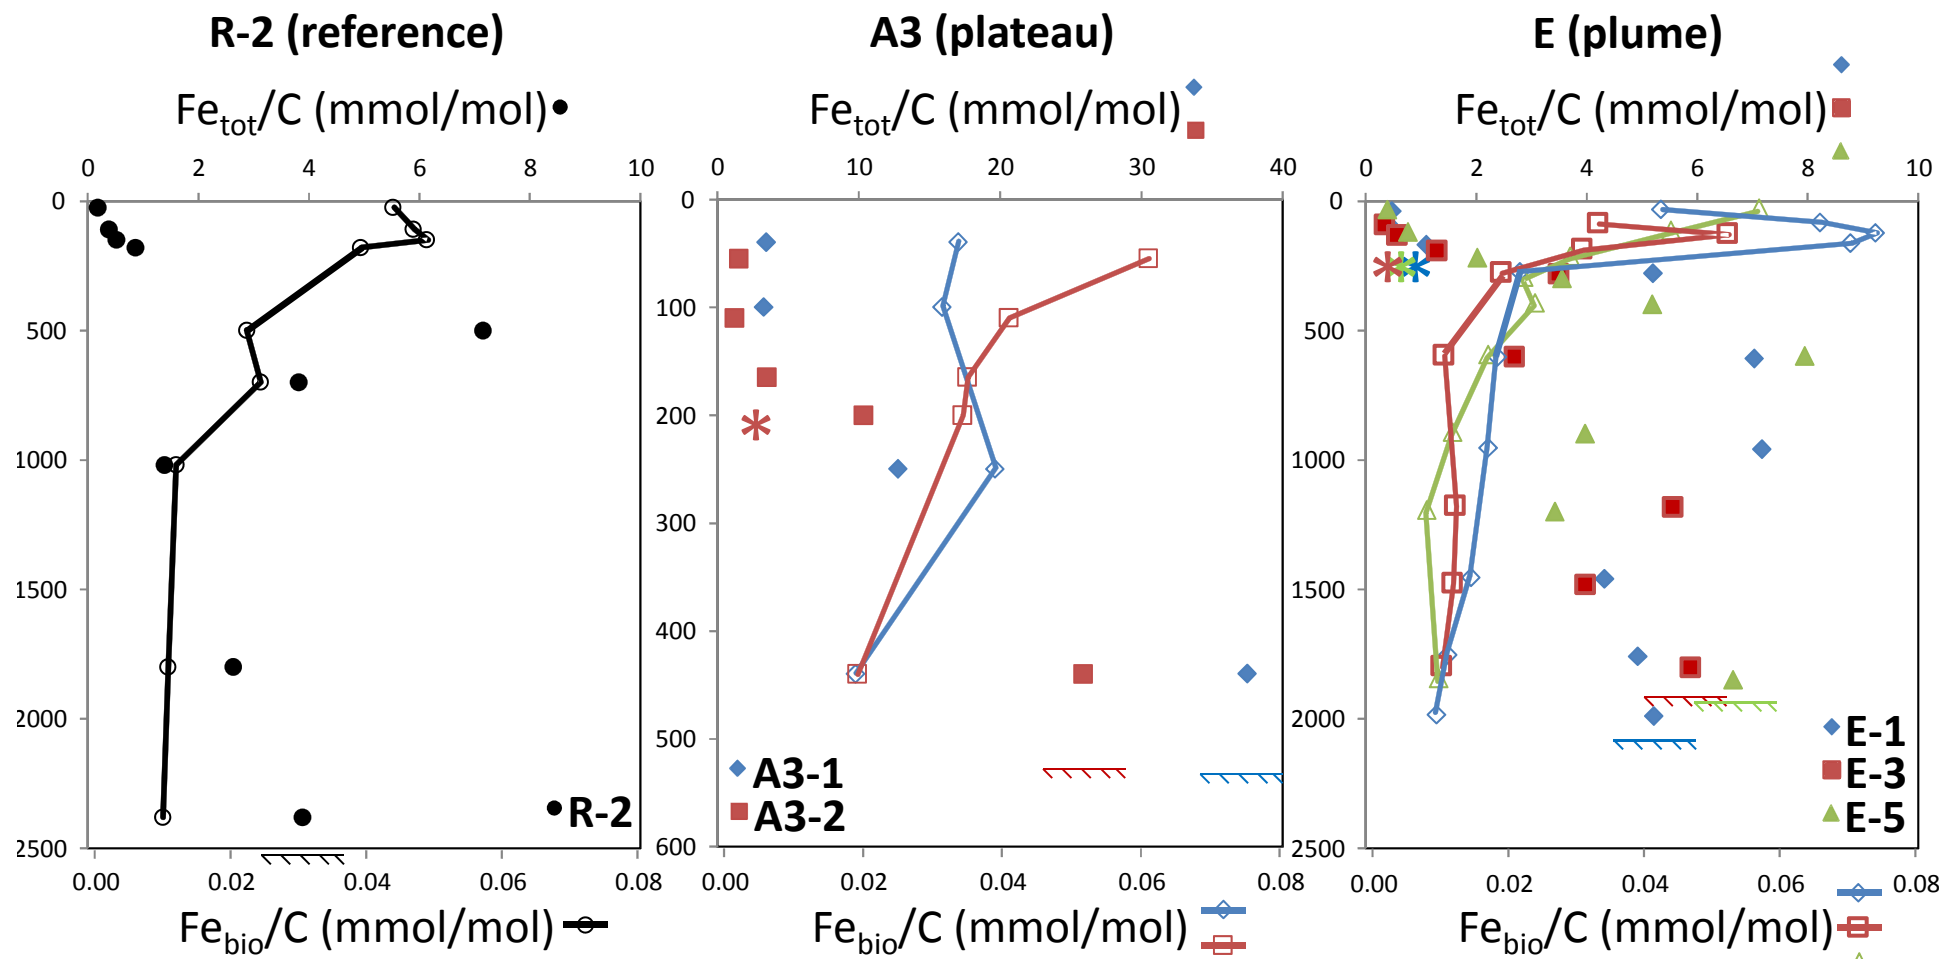 R-2 (reference)
Fetot/C (mmol/mol)
0 2 4 6 8 10
0
500
1000
1500
2000
2500
R-2
0.00 0.02 0.04 0.06 0.08
Febio/C (mmol/mol)
A3 (plateau)
Fetot/C (mmol/mol)
0 10 20 30 40
0
100
200
300
400
500
600
A3-1
A3-2
0.00 0.02 0.04 0.06 0.08
Febio/C (mmol/mol)
E (plume)
Fetot/C (mmol/mol)
0 2 4 6 8 10
0
500
1000
1500
2000
2500
E-1
E-3
E-5
0.00 0.02 0.04 0.06 0.08
Febio/C (mmol/mol)